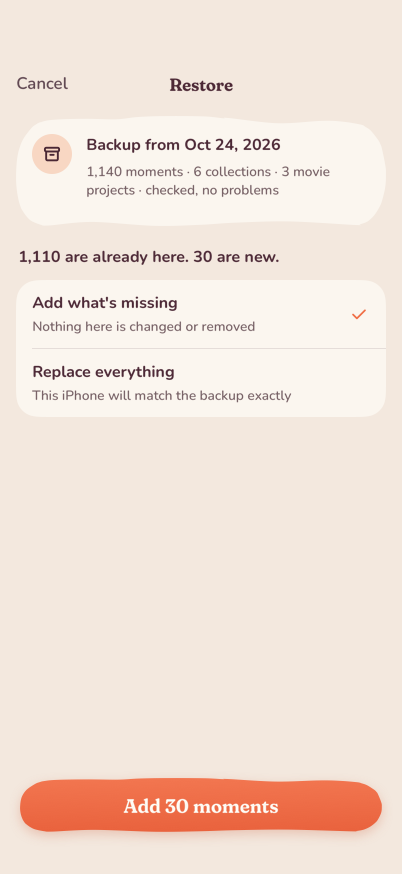 Cancel
Restore
Backup from Oct 24, 2026
1,140 moments · 6 collections · 3 movie
projects · checked, no problems
1,110 are already here. 30 are new.
Add what's missing
Nothing here is changed or removed
Replace everything
This iPhone will match the backup exactly
Add 30 moments